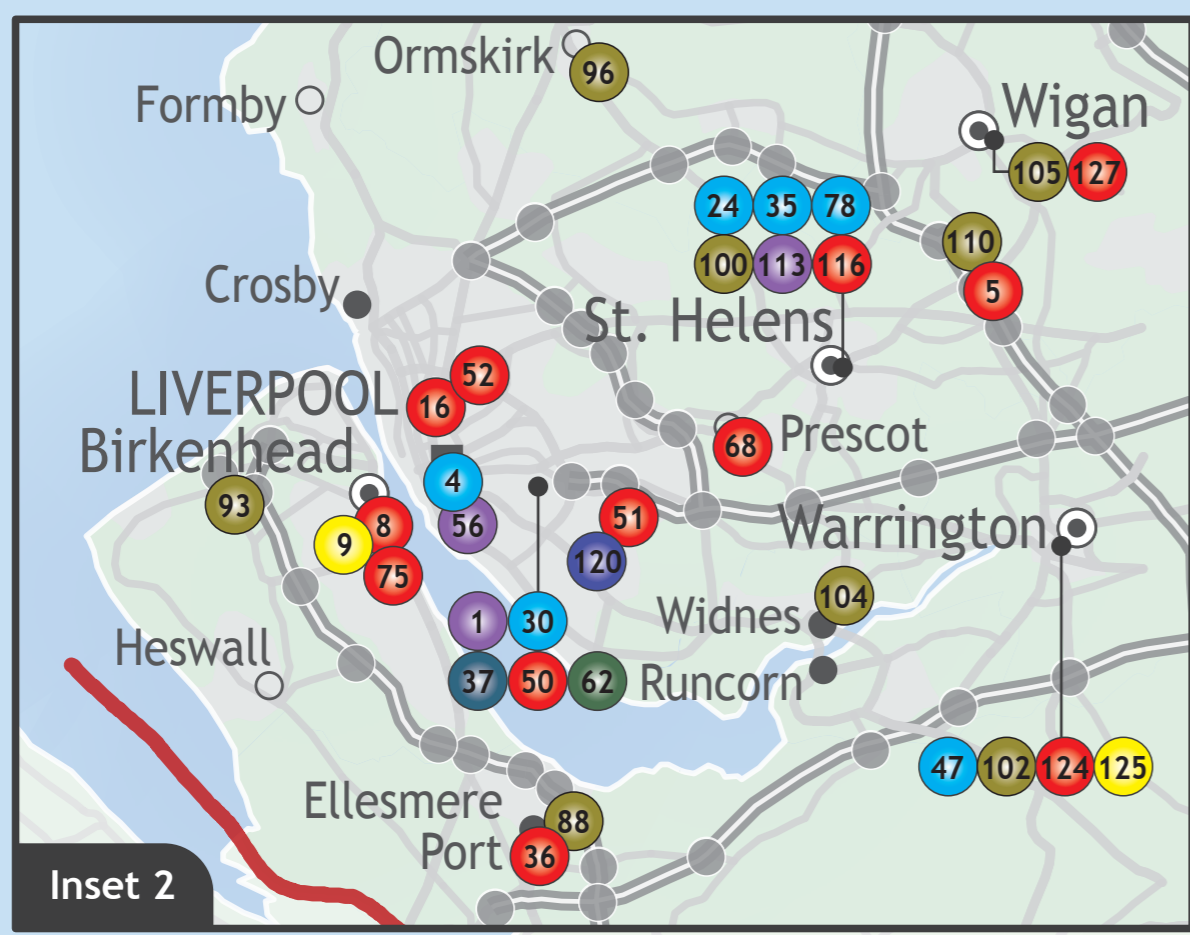 Ormskirk
96
Formby
Wigan
105 127
24 35 78
110
100 113 116
5
Crosby
St. Helens
52
LIVERPOOL
16
Prescot
68
Birkenhead
4
93
51
56
8
Warrington
9
120
75
104
1 30
Widnes
Heswall
37 50 62
Runcorn
47 102 124 125
Ellesmere
Port
88
36
Inset 2